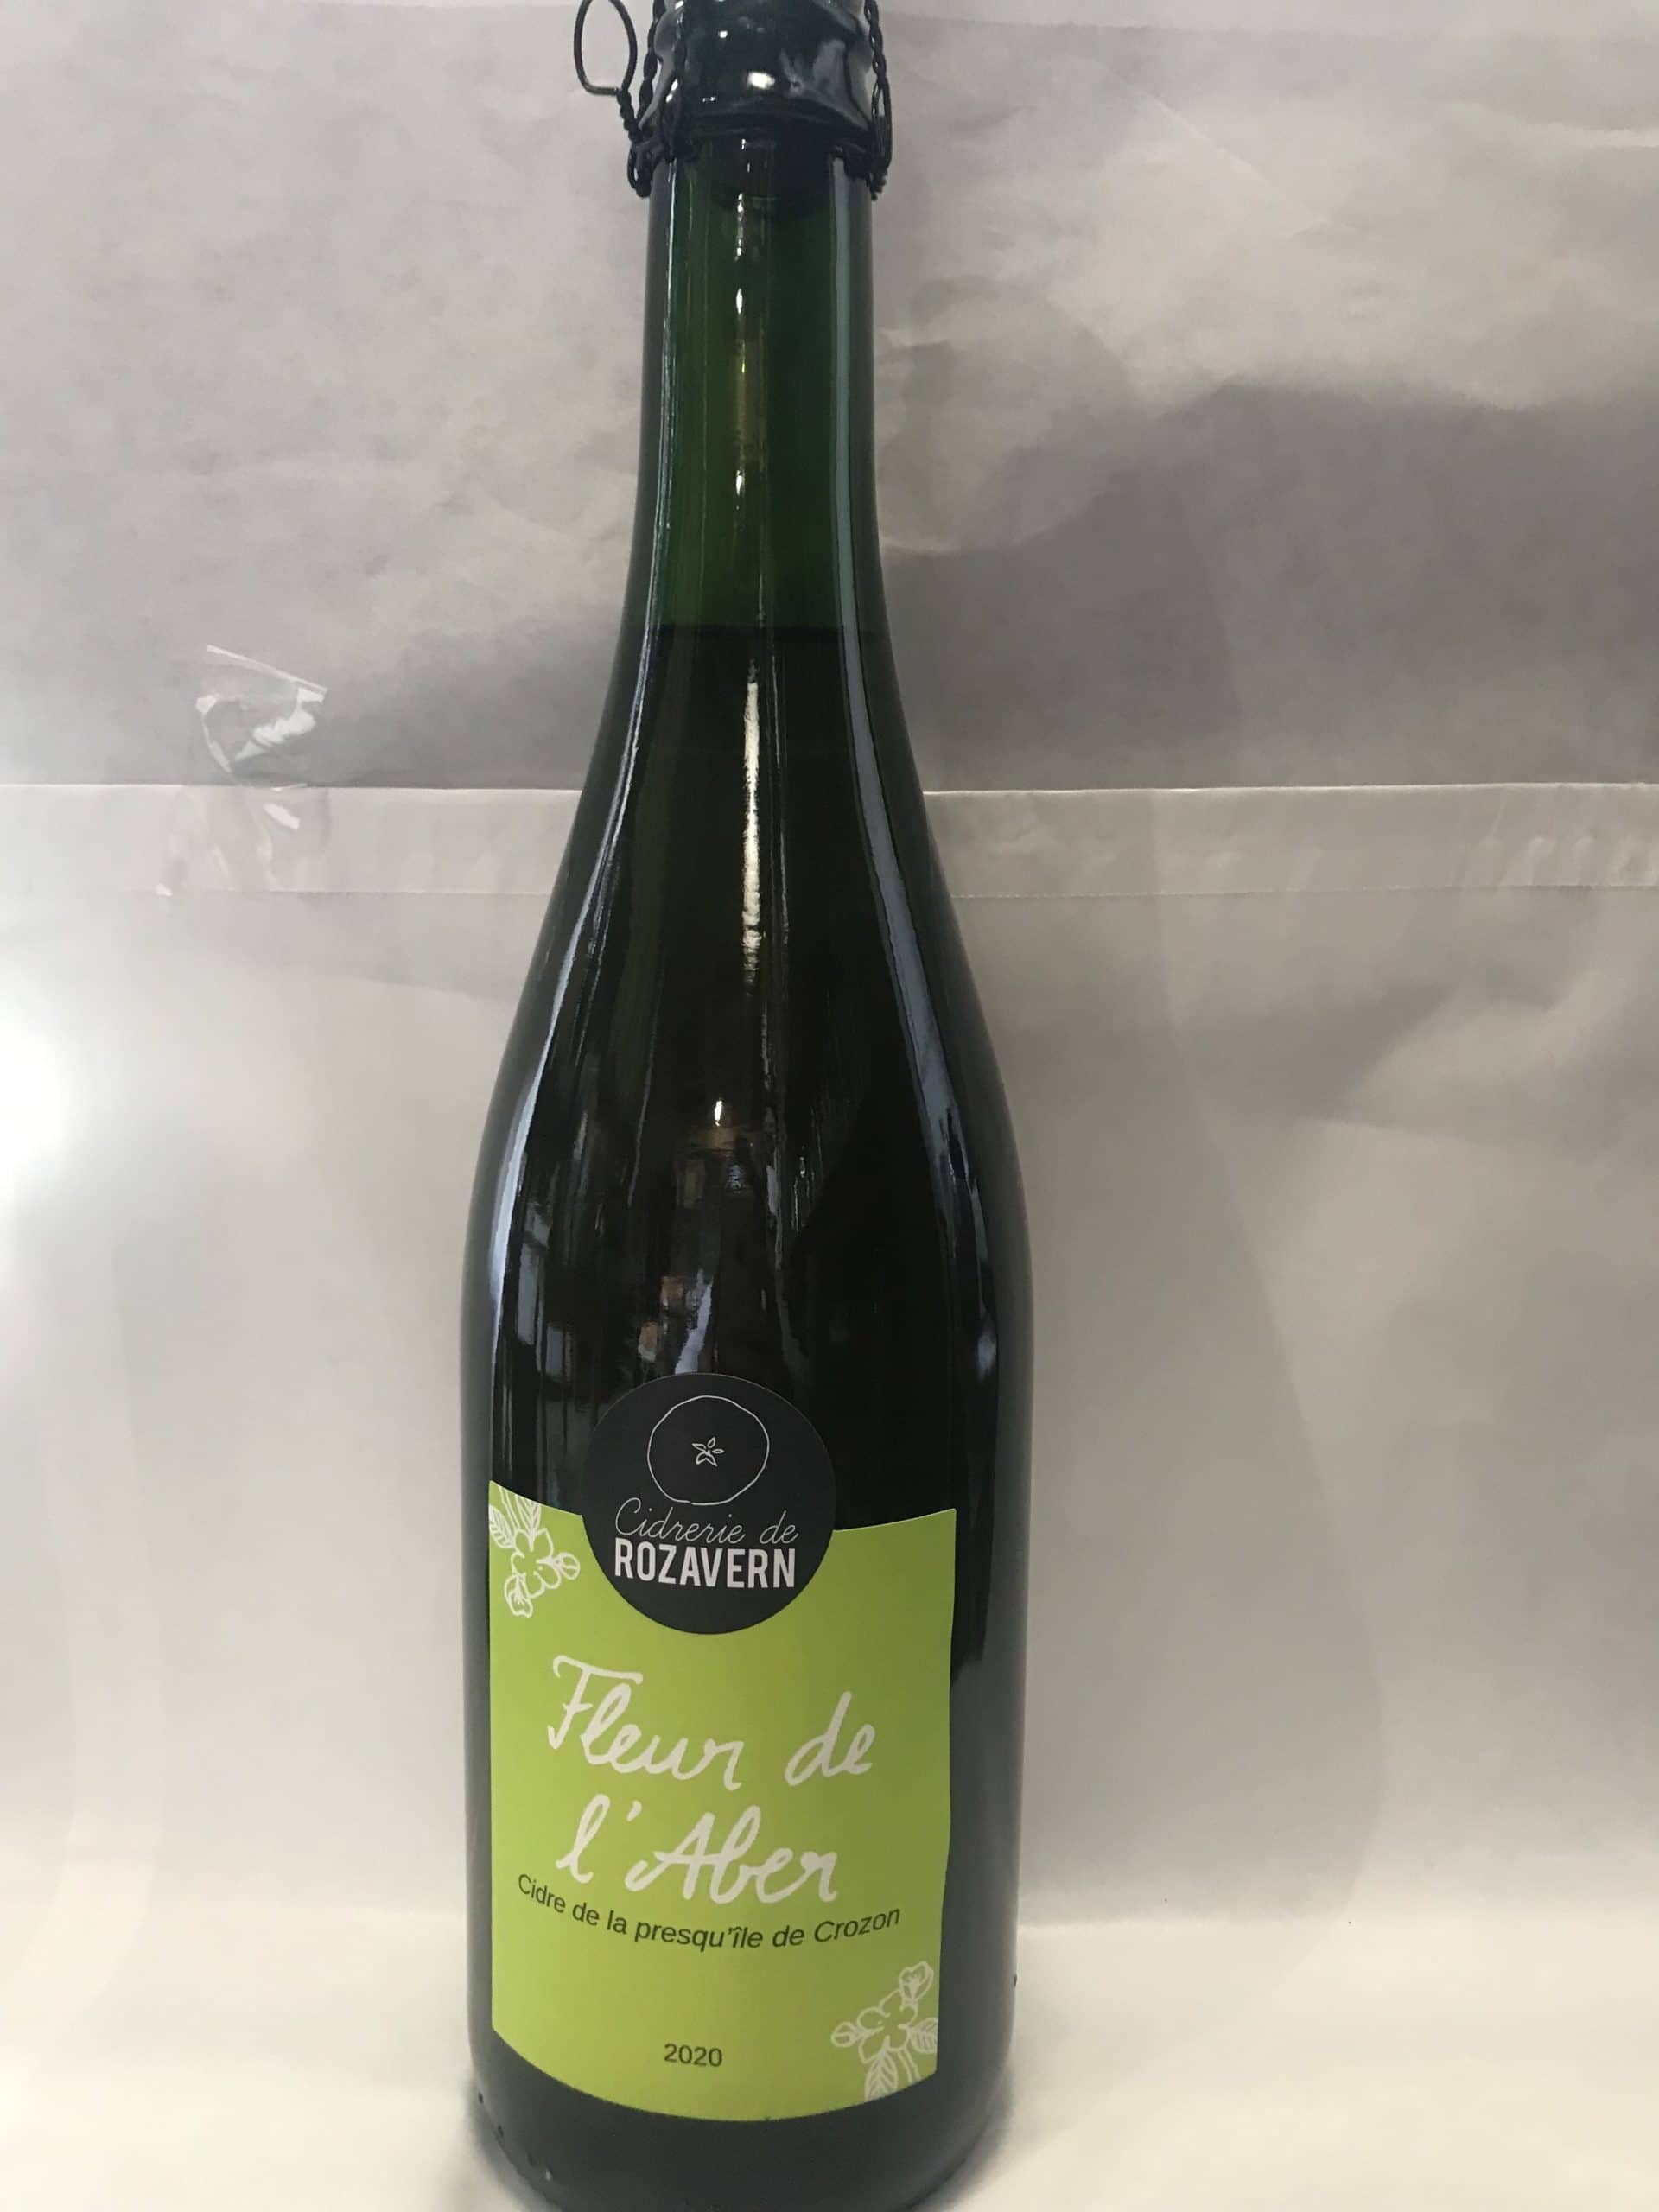 Cidrerie de
ROZAVERN
Fleur de
l'Aber
Cidre de la presqu'île de Crozon
2020